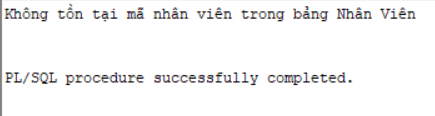 Không tồn tại mã nhân viên trong bảng Nhân Viên
PL/SQL procedure successfully completed.